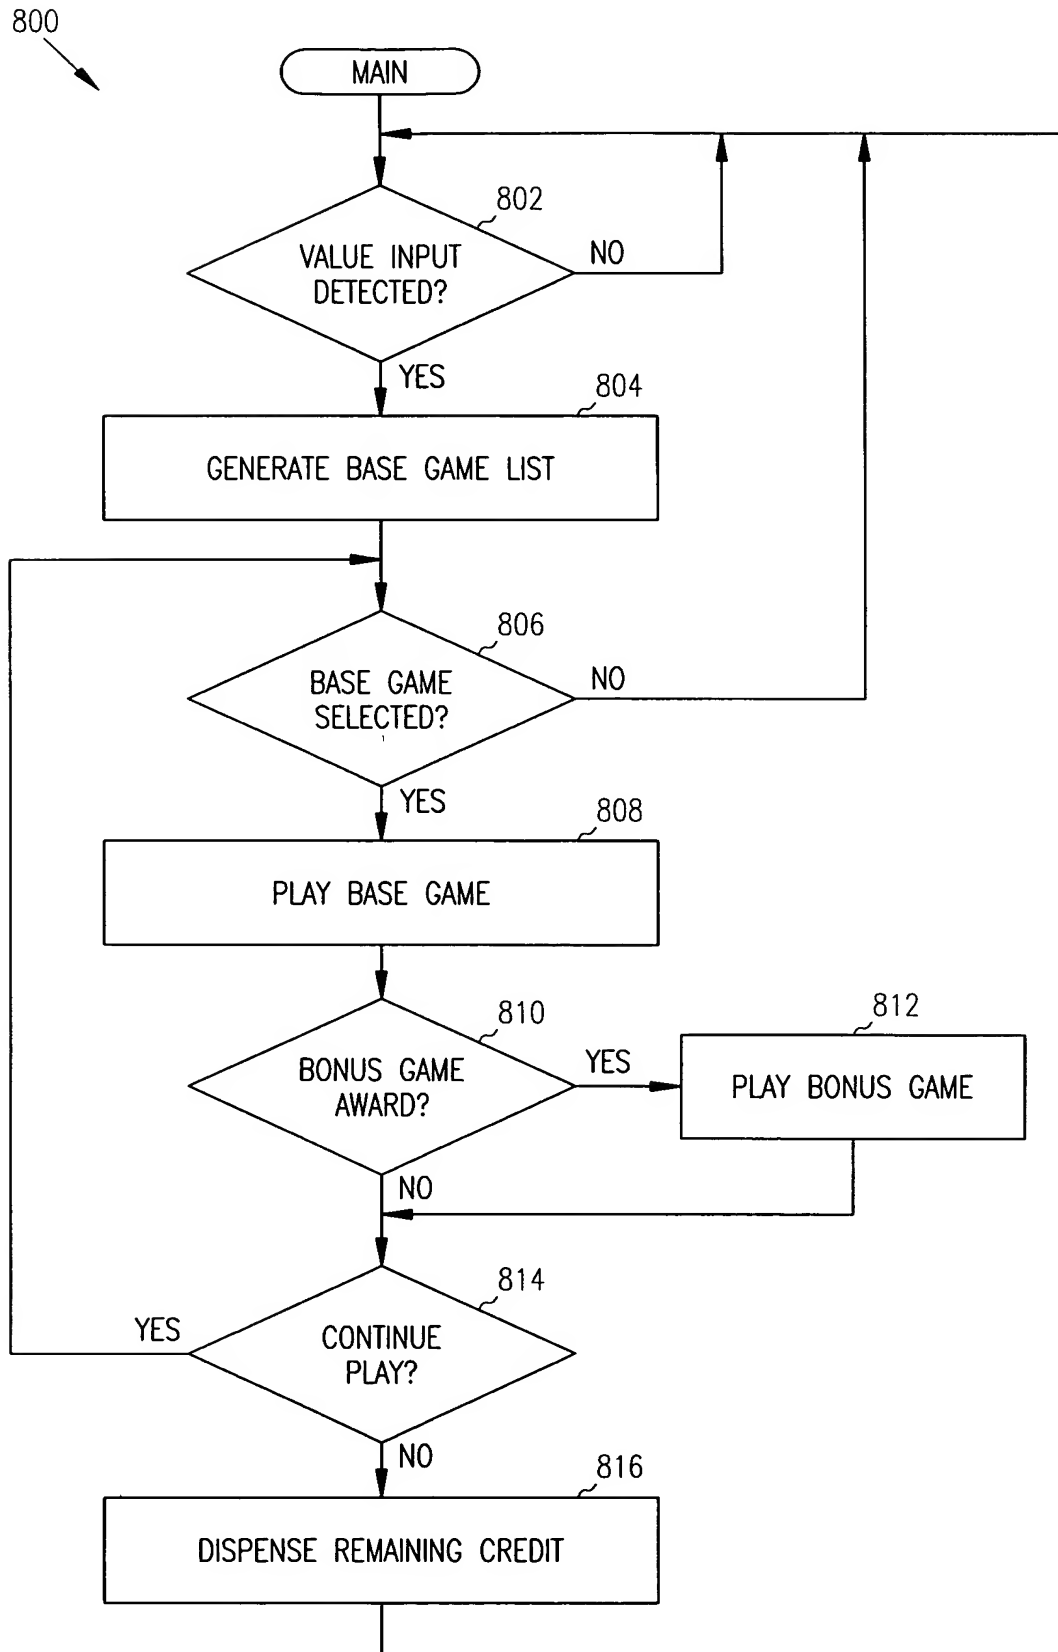 800
MAIN
802
VALUE INPUT
DETECTED?
NO
YES
804
GENERATE BASE GAME LIST
806
BASE GAME
SELECTED?
NO
YES
808
PLAY BASE GAME
810
BONUS GAME
AWARD?
YES
812
PLAY BONUS GAME
NO
814
CONTINUE
PLAY?
YES
NO
816
DISPENSE REMAINING CREDIT